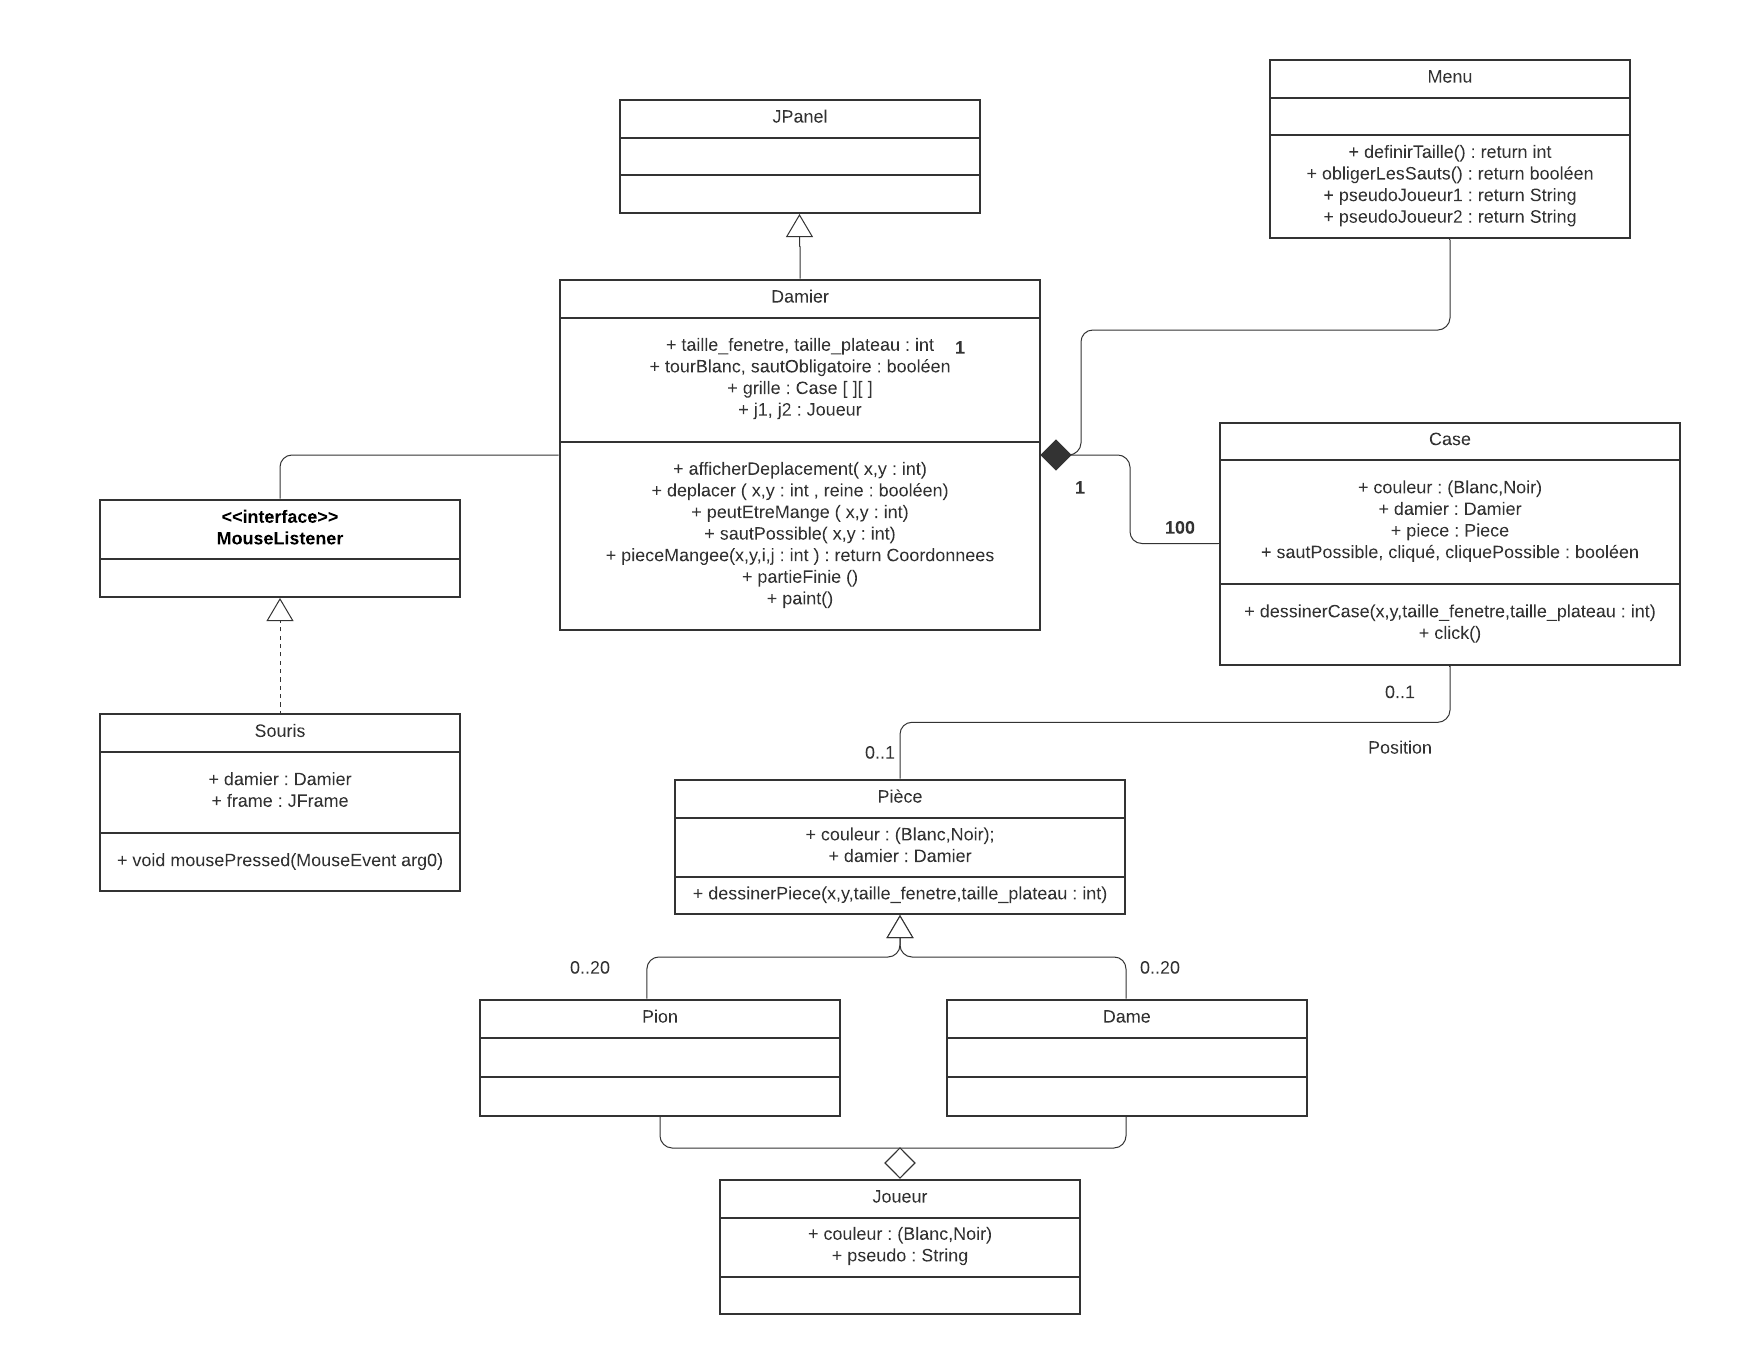 Menu
+ definirTaille() : return int
+ obligerLesSauts() : return booléen
+ pseudoJoueur1 : return String
+ pseudoJoueur2 : return String
JPanel
Damier
+ taille_fenetre, taille_plateau : int
1
+ tourBlanc, sautObligatoire : booléen
+ grille : Case [ ][ ]
+ j1, j2 : Joueur
+ afficherDeplacement( x,y : int)
+ deplacer ( x,y : int , reine : booléen)
+ peutEtreMange ( x,y : int)
+ sautPossible( x,y : int)
+ pieceMangee(x,y,i,j : int ) : return Coordonnees
+ partieFinie ()
+ paint()
1
100
Case
+ couleur : (Blanc,Noir)
+ damier : Damier
+ piece : Piece
+ sautPossible, cliqué, cliquePossible : booléen
+ dessinerCase(x,y,taille_fenetre,taille_plateau : int)
+ click()
<<interface>>
MouseListener
Souris
+ damier : Damier
+ frame : JFrame
+ void mousePressed(MouseEvent arg0)
0..1
Position
0..1
Pièce
+ couleur : (Blanc,Noir);
+ damier : Damier
+ dessinerPiece(x,y,taille_fenetre,taille_plateau : int)
0..20
0..20
Pion
Dame
Joueur
+ couleur : (Blanc,Noir)
+ pseudo : String